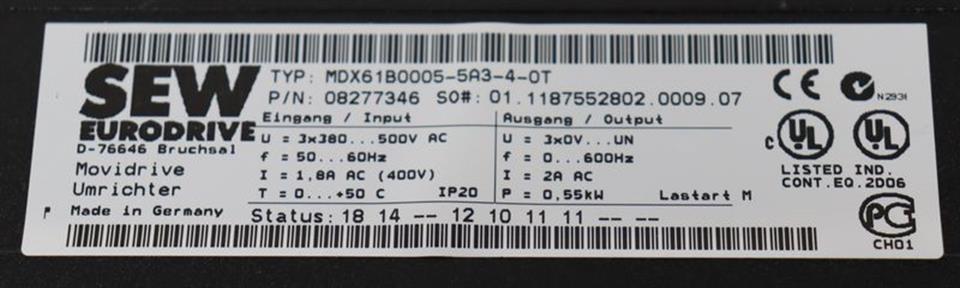 SEW
EURODRIVE
D-76646 Bruchsal
Movidrive
Umrichter
Made in Germany
TYP: MDX61B0005-5A3-4-0T
P/N: 08277346 SO#: 01.1187552802.0009.07
Eingang / Input
U = 3x380...500V AC
f = 50...60Hz
I = 1,8A AC (400V)
T = 0...+50 C IP20
Ausgang / Output
U = 3x0V...UN
f = 0...600Hz
I = 2A AC
P = 0,55kW Lastart M
Status: 18 14 -- 12 10 11 11 -- --
CE
N2931
c UL UL
LISTED IND.
CONT.EQ.2D06
PC
CH01